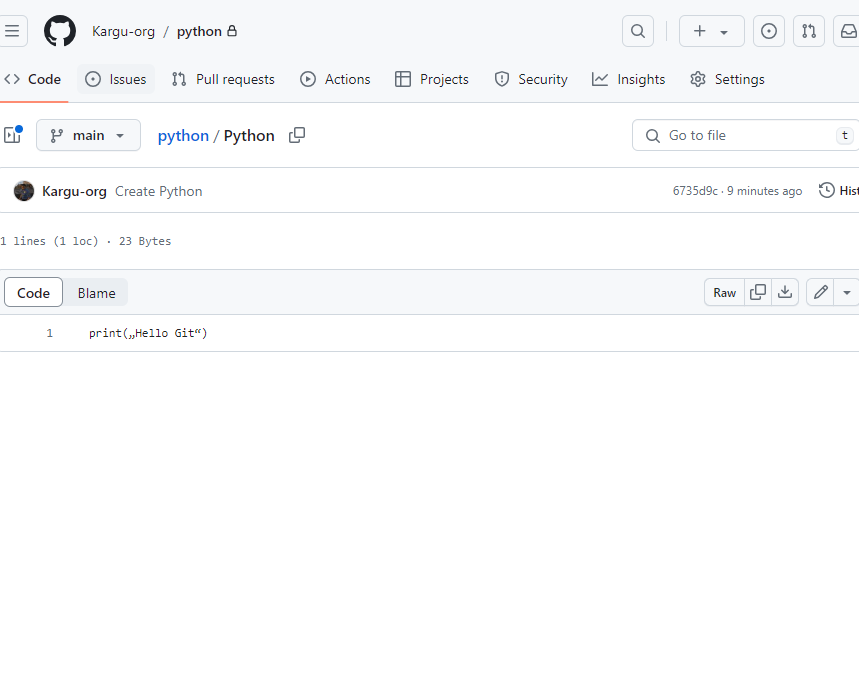 Kargu-org / python
Code Issues Pull requests Actions Projects Security Insights Settings
main python / Python Go to file t
Kargu-org Create Python 6735d9c · 9 minutes ago Hist
1 lines (1 loc) · 23 Bytes
Code Blame Raw
1 print(„Hello Git“)